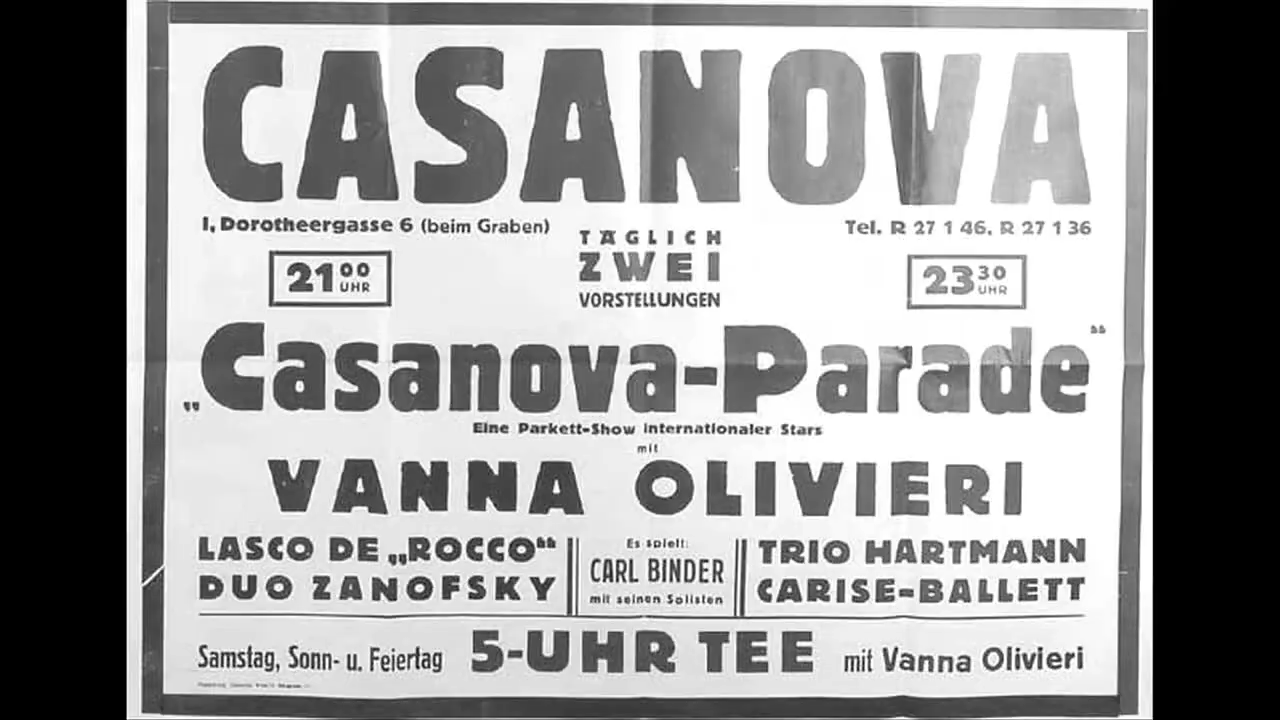 CASANOVA
I, Dorotheergasse 6 (beim Graben)
Tel. R 27 1 46, R 27 1 36
TÄGLICH
ZWEI
VORSTELLUNGEN
21 00 UHR
23 30 UHR
„Casanova-Parade“
Eine Parkett-Show internationaler Stars
mit
VANNA OLIVIERI
LASCO DE „ROCCO“
DUO ZANOFSKY
Es spielt:
CARL BINDER
mit seinen Solisten
TRIO HARTMANN
CARISE-BALLETT
Samstag, Sonn- u. Feiertag 5-UHR TEE mit Vanna Olivieri